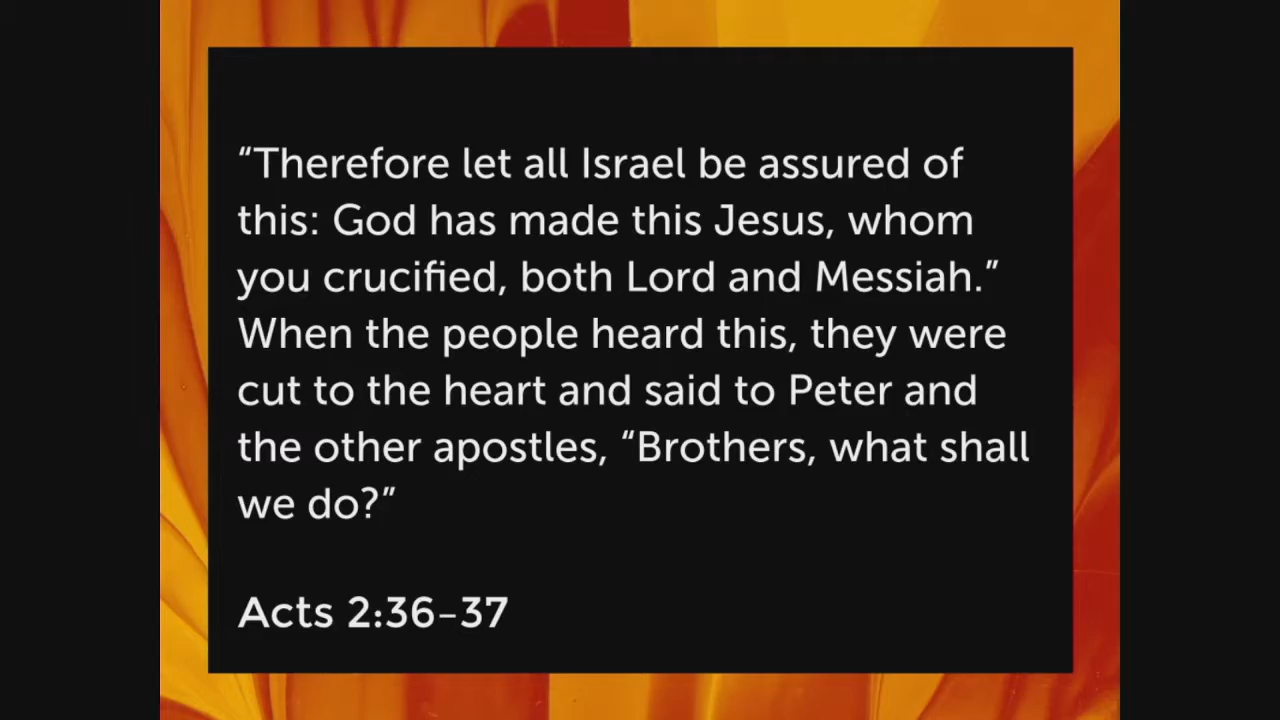 “Therefore let all Israel be assured of
this: God has made this Jesus, whom
you crucified, both Lord and Messiah.”
When the people heard this, they were
cut to the heart and said to Peter and
the other apostles, “Brothers, what shall
we do?”
Acts 2:36–37